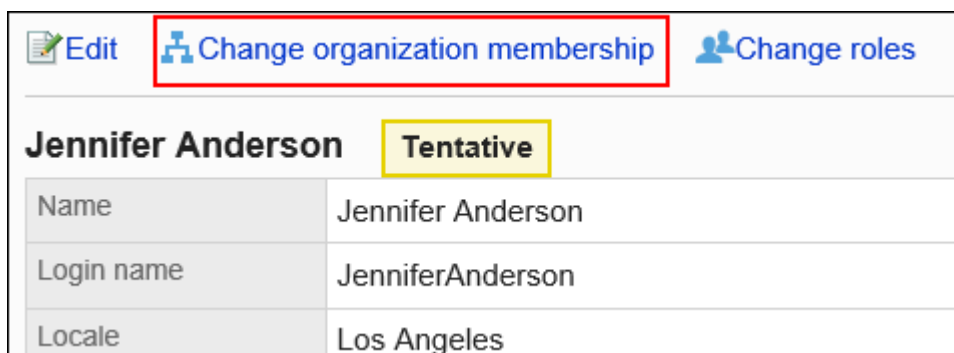 Edit Change organization membership Change roles
Jennifer Anderson Tentative
Name Jennifer Anderson
Login name JenniferAnderson
Locale Los Angeles